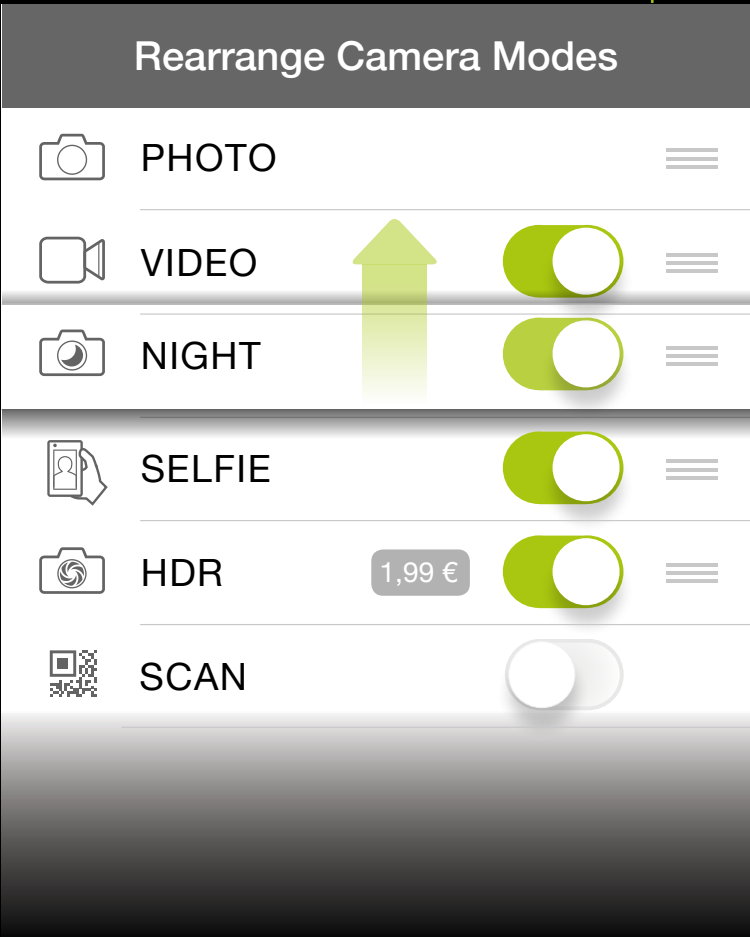 Rearrange Camera Modes
PHOTO
VIDEO
NIGHT
SELFIE
HDR 1,99 €
SCAN